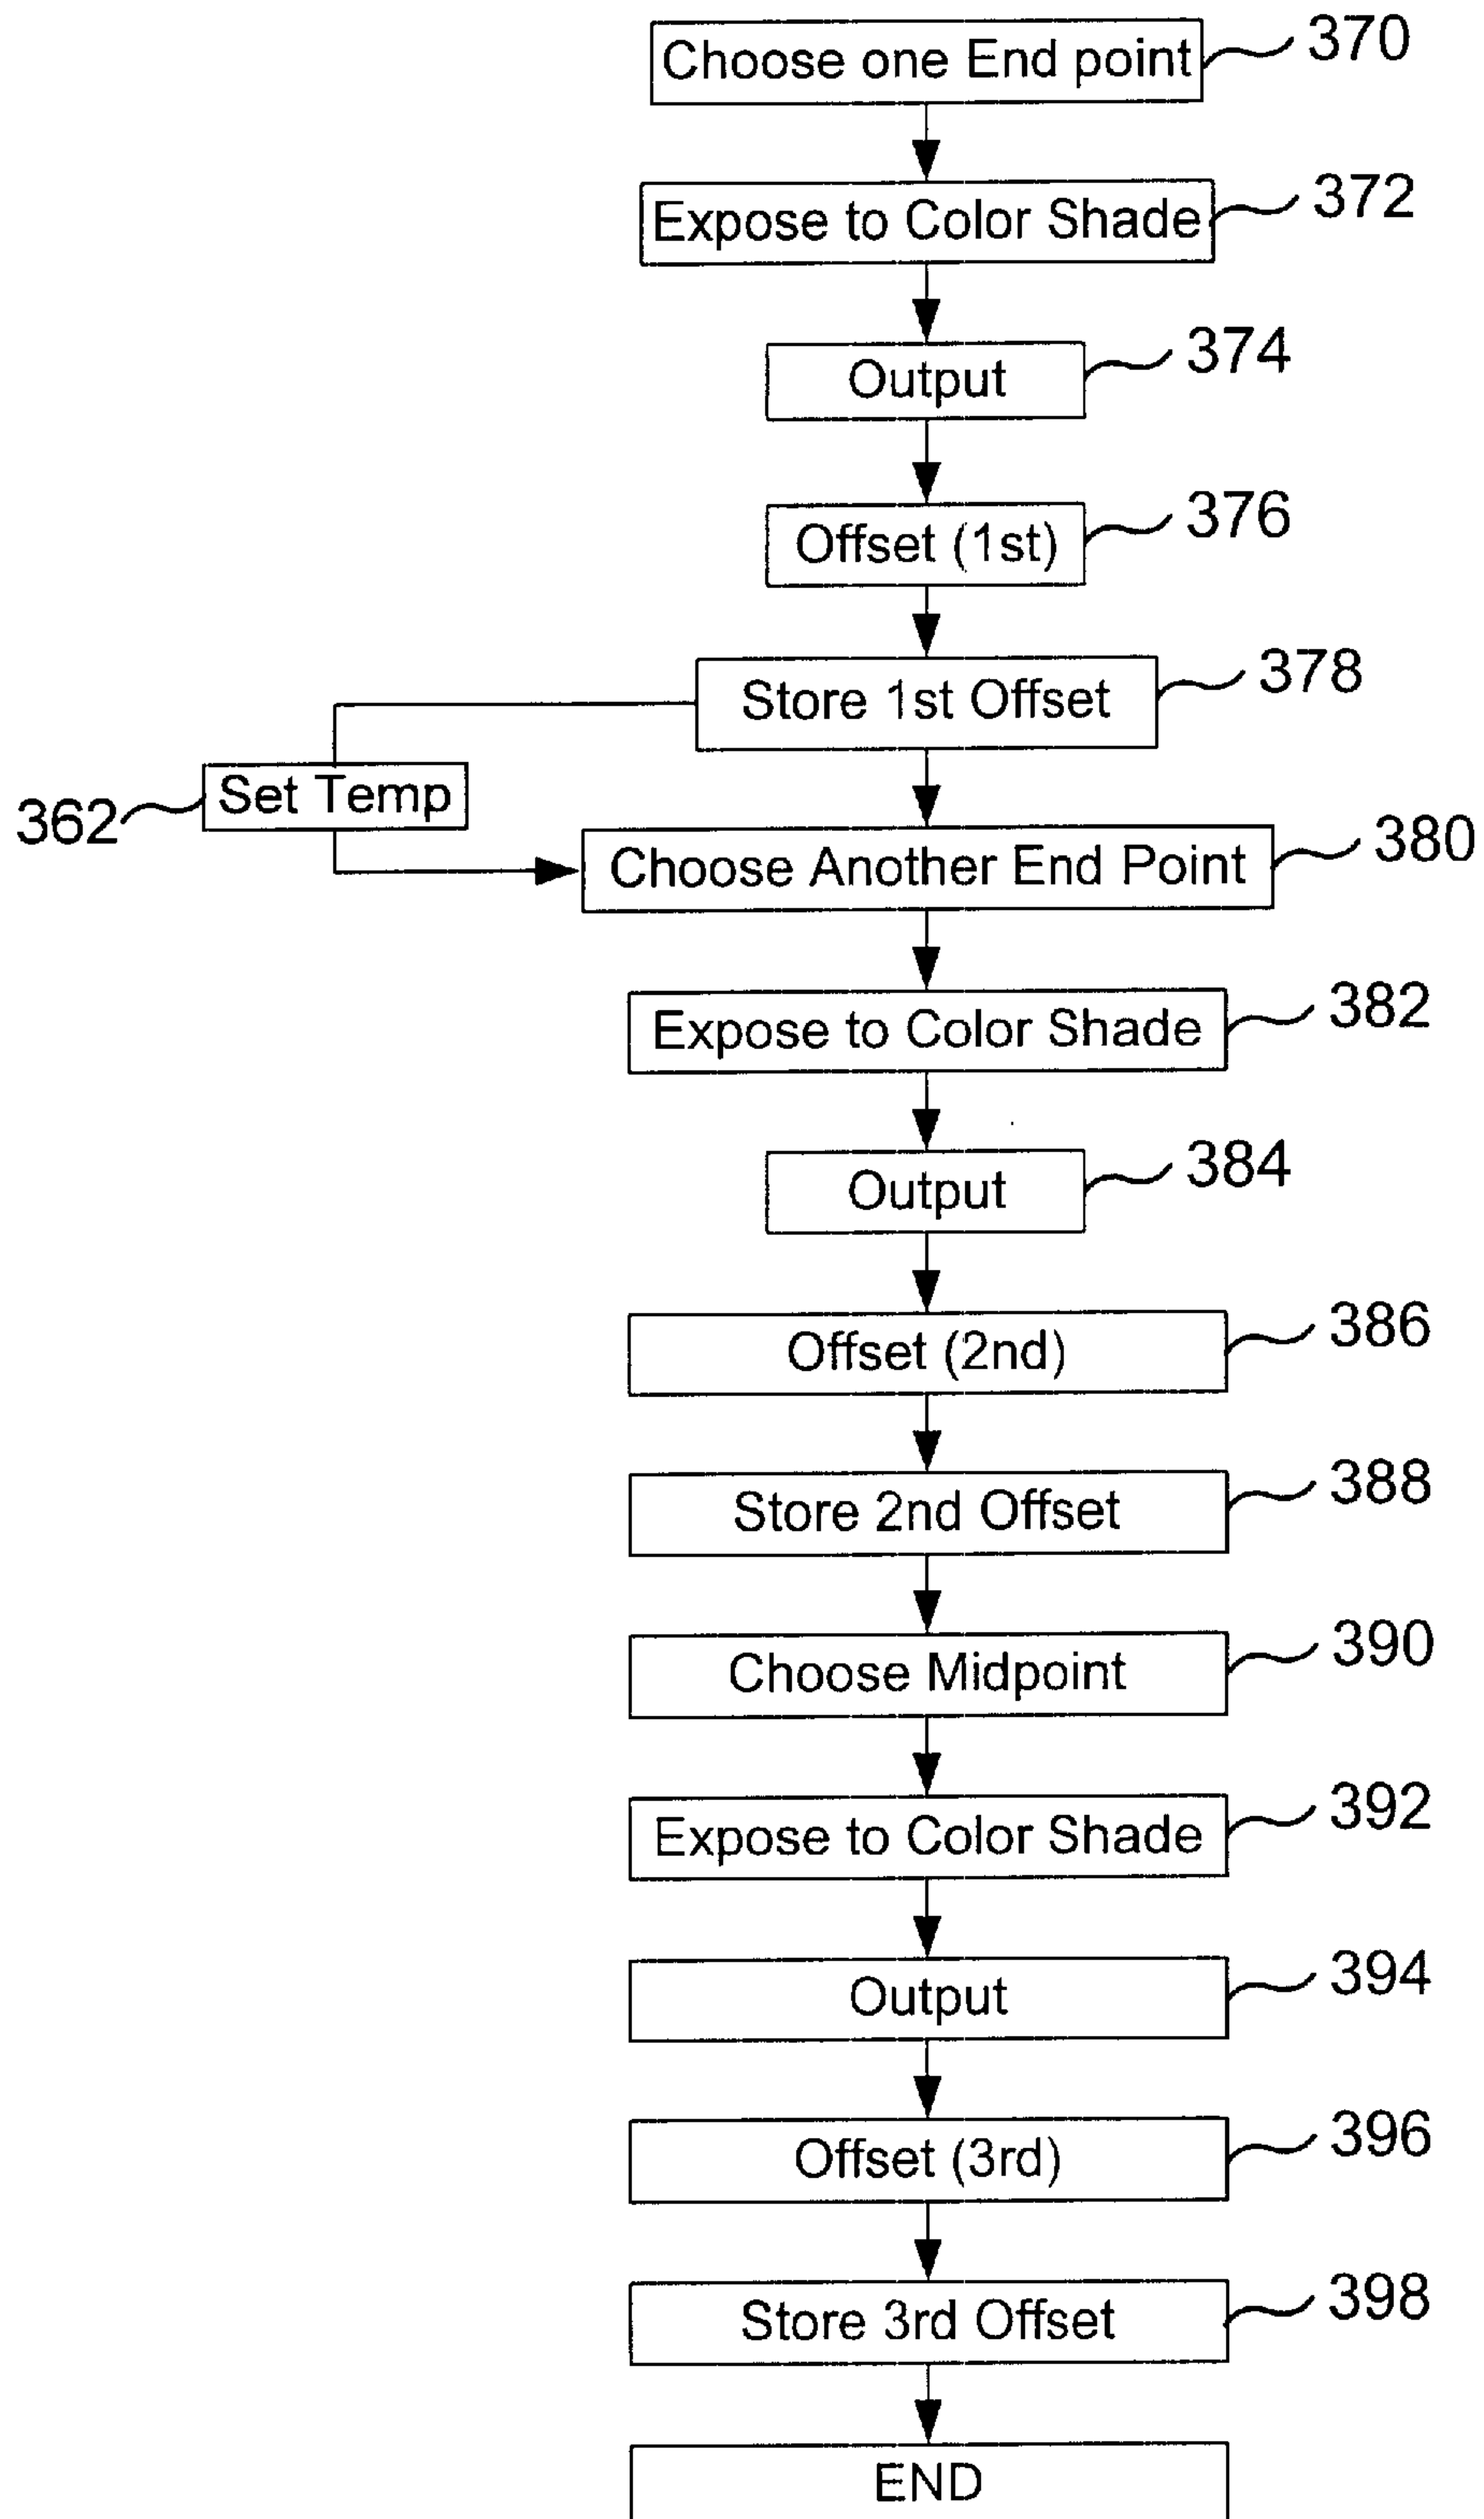 Choose one End point 370
Expose to Color Shade 372
Output 374
Offset (1st) 376
Store 1st Offset 378
Set Temp
362
Choose Another End Point 380
Expose to Color Shade 382
Output 384
Offset (2nd) 386
Store 2nd Offset 388
Choose Midpoint 390
Expose to Color Shade 392
Output 394
Offset (3rd) 396
Store 3rd Offset 398
END